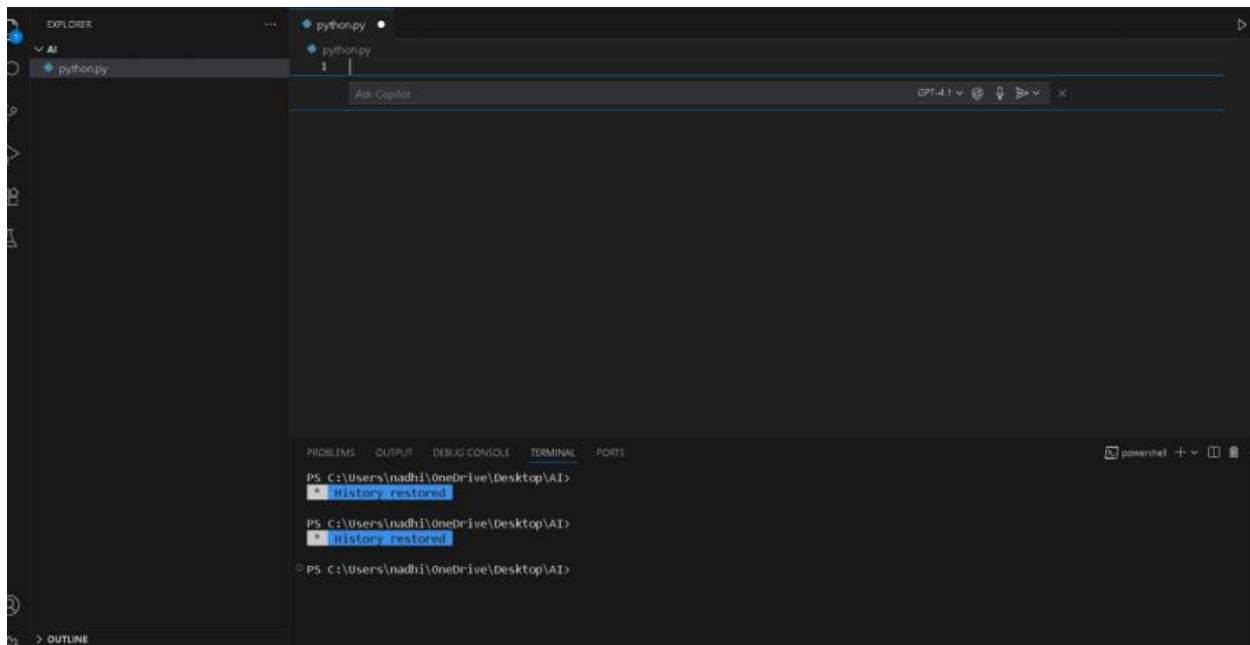 EXPLORER
AI
python.py
python.py
python.py
1
Ask Copilot
GPT-4.1
PROBLEMS OUTPUT DEBUG CONSOLE TERMINAL PORTS
powershell
PS C:\Users\nadhi\OneDrive\Desktop\AI>
* History restored
PS C:\Users\nadhi\OneDrive\Desktop\AI>
* History restored
PS C:\Users\nadhi\OneDrive\Desktop\AI>
OUTLINE